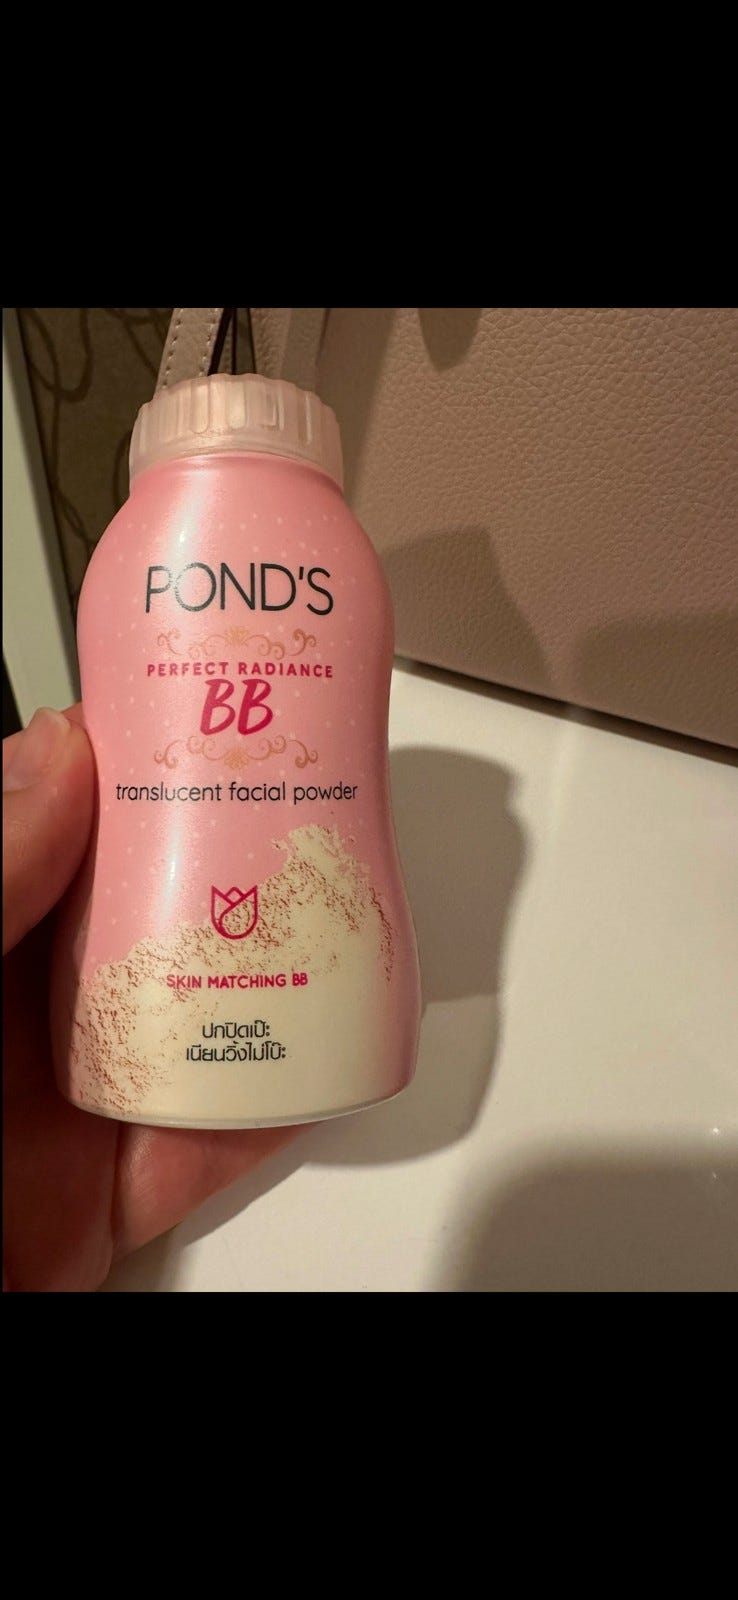 POND'S
PERFECT RADIANCE
BB
translucent facial powder
SKIN MATCHING BB
ปกปิดเป๊ะ
เนียนวิ้งไม่โป๊ะ